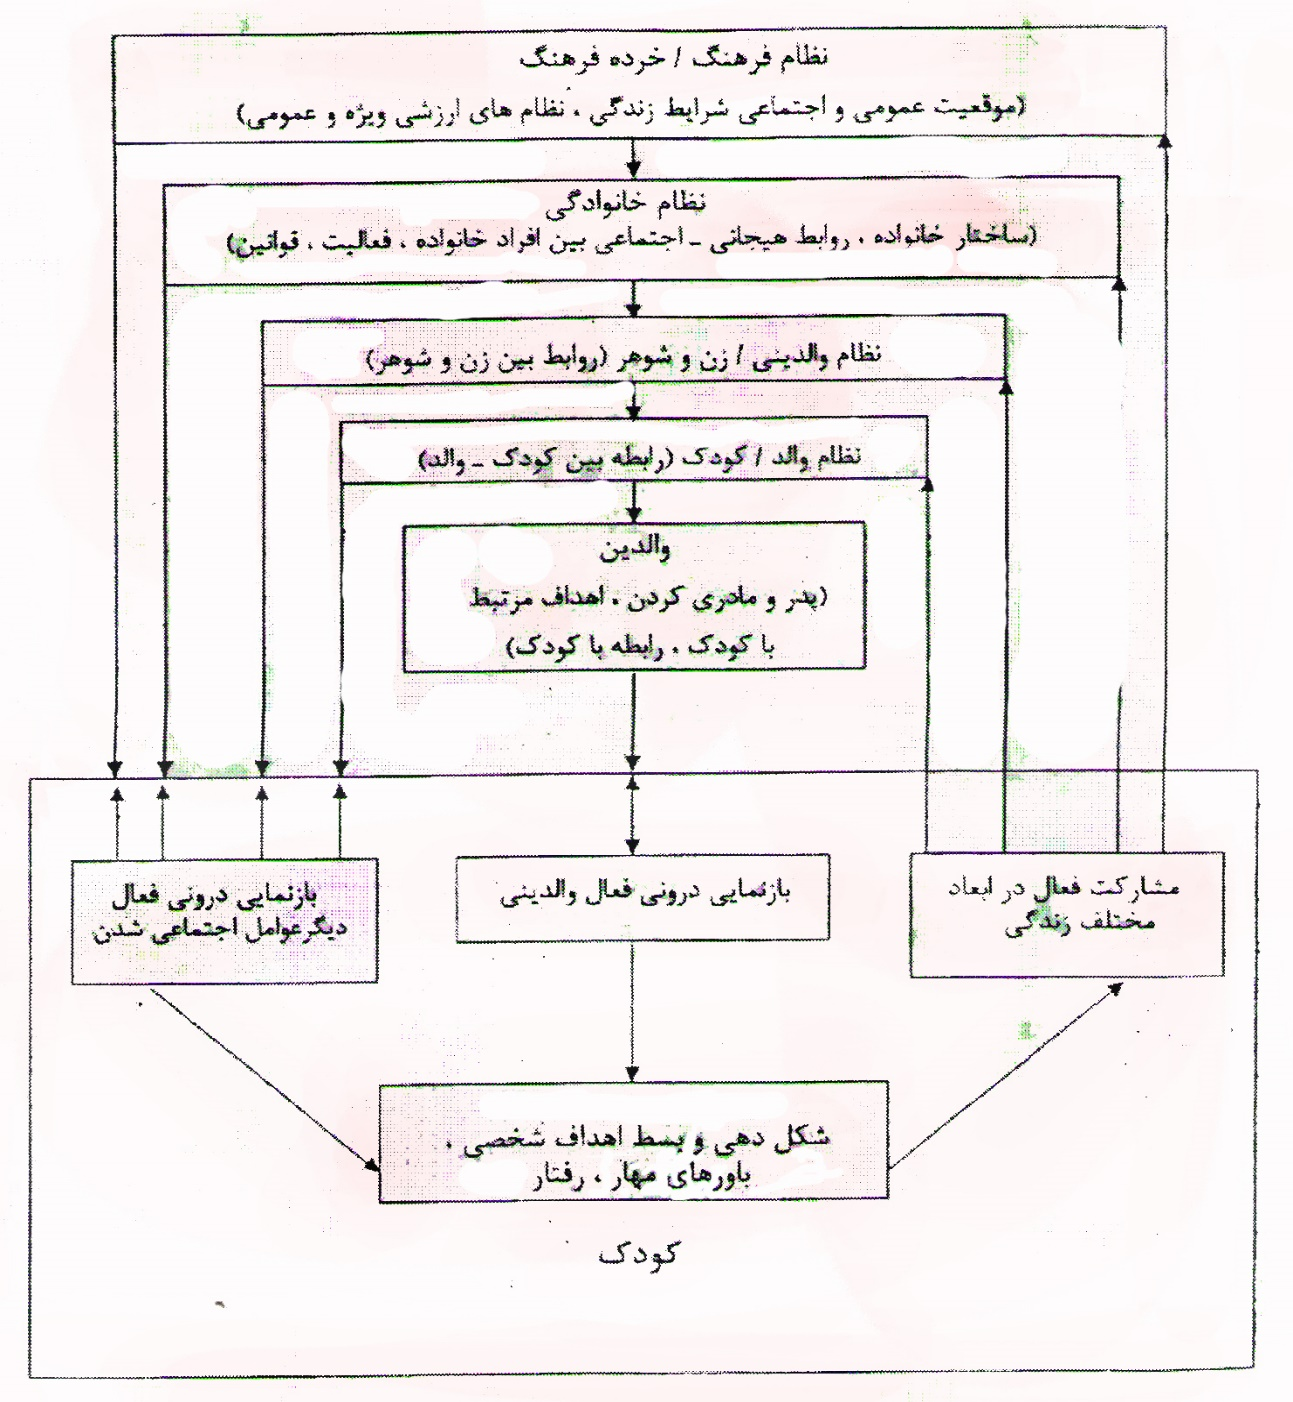 نظام فرهنگ / خرده فرهنگ
(موقعیت عمومی و اجتماعی شرایط زندگی ، نظام های ارزشی ویژه و عمومی)
نظام خانوادگی
(ساختار خانواده ، روابط هیجانی ـ اجتماعی بین افراد خانواده ، فعالیت ، قوانین)
نظام والدینی / زن و شوهر (روابط بین زن و شوهر)
نظام والد / کودک (رابطه بین کودک ـ والد)
والدین
(پدر و مادری کردن ، اهداف مرتبط
با کودک ، رابطه با کودک)
مشارکت فعال در ابعاد
مختلف زندگی
بازنمایی درونی فعال والدینی
بازنمایی درونی فعال
دیگرعوامل اجتماعی شدن
شکل دهی و بسط اهداف شخصی ،
باورهای مهار ، رفتار
کودک